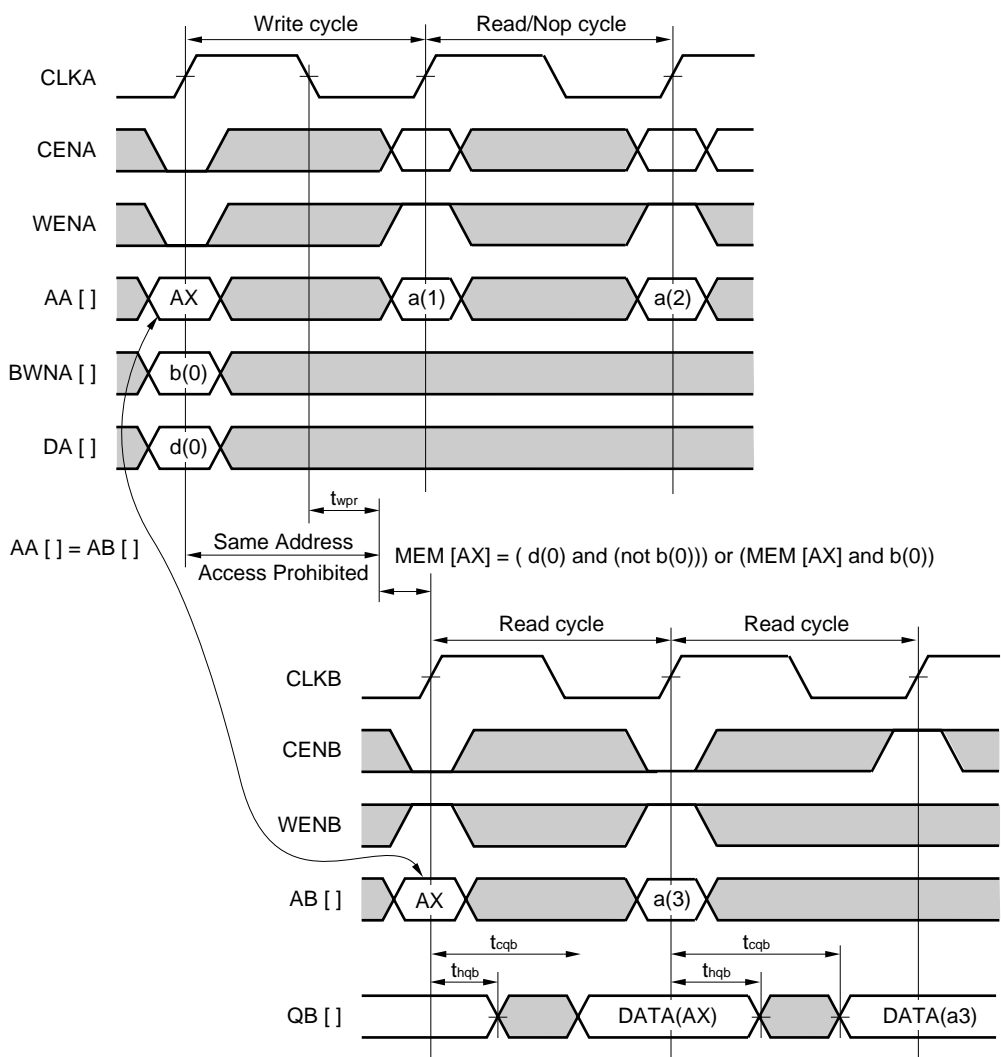 Write cycle
Read/Nop cycle
CLKA
CENA
WENA
AA [ ]
AX
a(1)
a(2)
BWNA [ ]
b(0)
DA [ ]
d(0)
twpr
AA [ ] = AB [ ]
Same Address
Access Prohibited
MEM [AX] = ( d(0) and (not b(0))) or (MEM [AX] and b(0))
Read cycle
Read cycle
CLKB
CENB
WENB
AB [ ]
AX
a(3)
tcqb
tcqb
thqb
thqb
QB [ ]
DATA(AX)
DATA(a3)